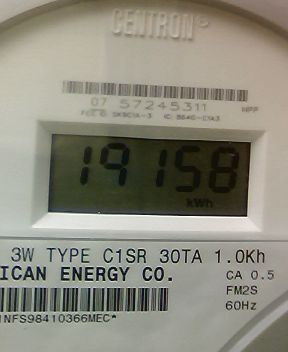 CENTRON®
07 57245311
MPP
19158
kWh
3W TYPE C1SR 30TA 1.0Kh
ICAN ENERGY CO.
CA 0.5
FM2S
60Hz
NFS98410366MEC*